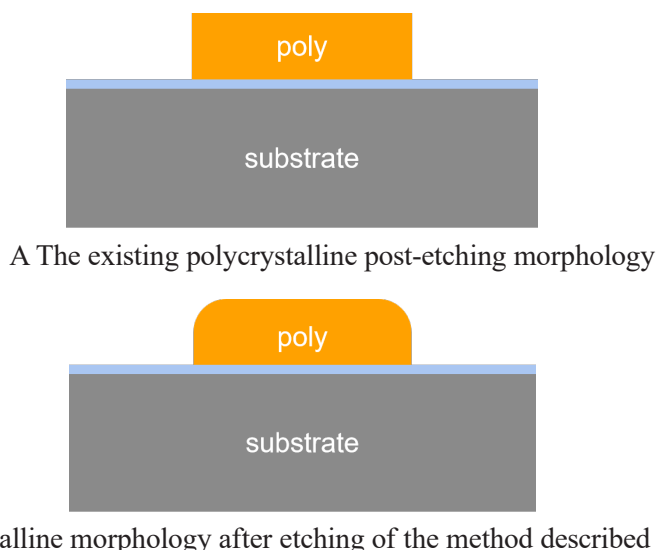 poly
substrate
A The existing polycrystalline post-etching morphology
poly
substrate
alline morphology after etching of the method described